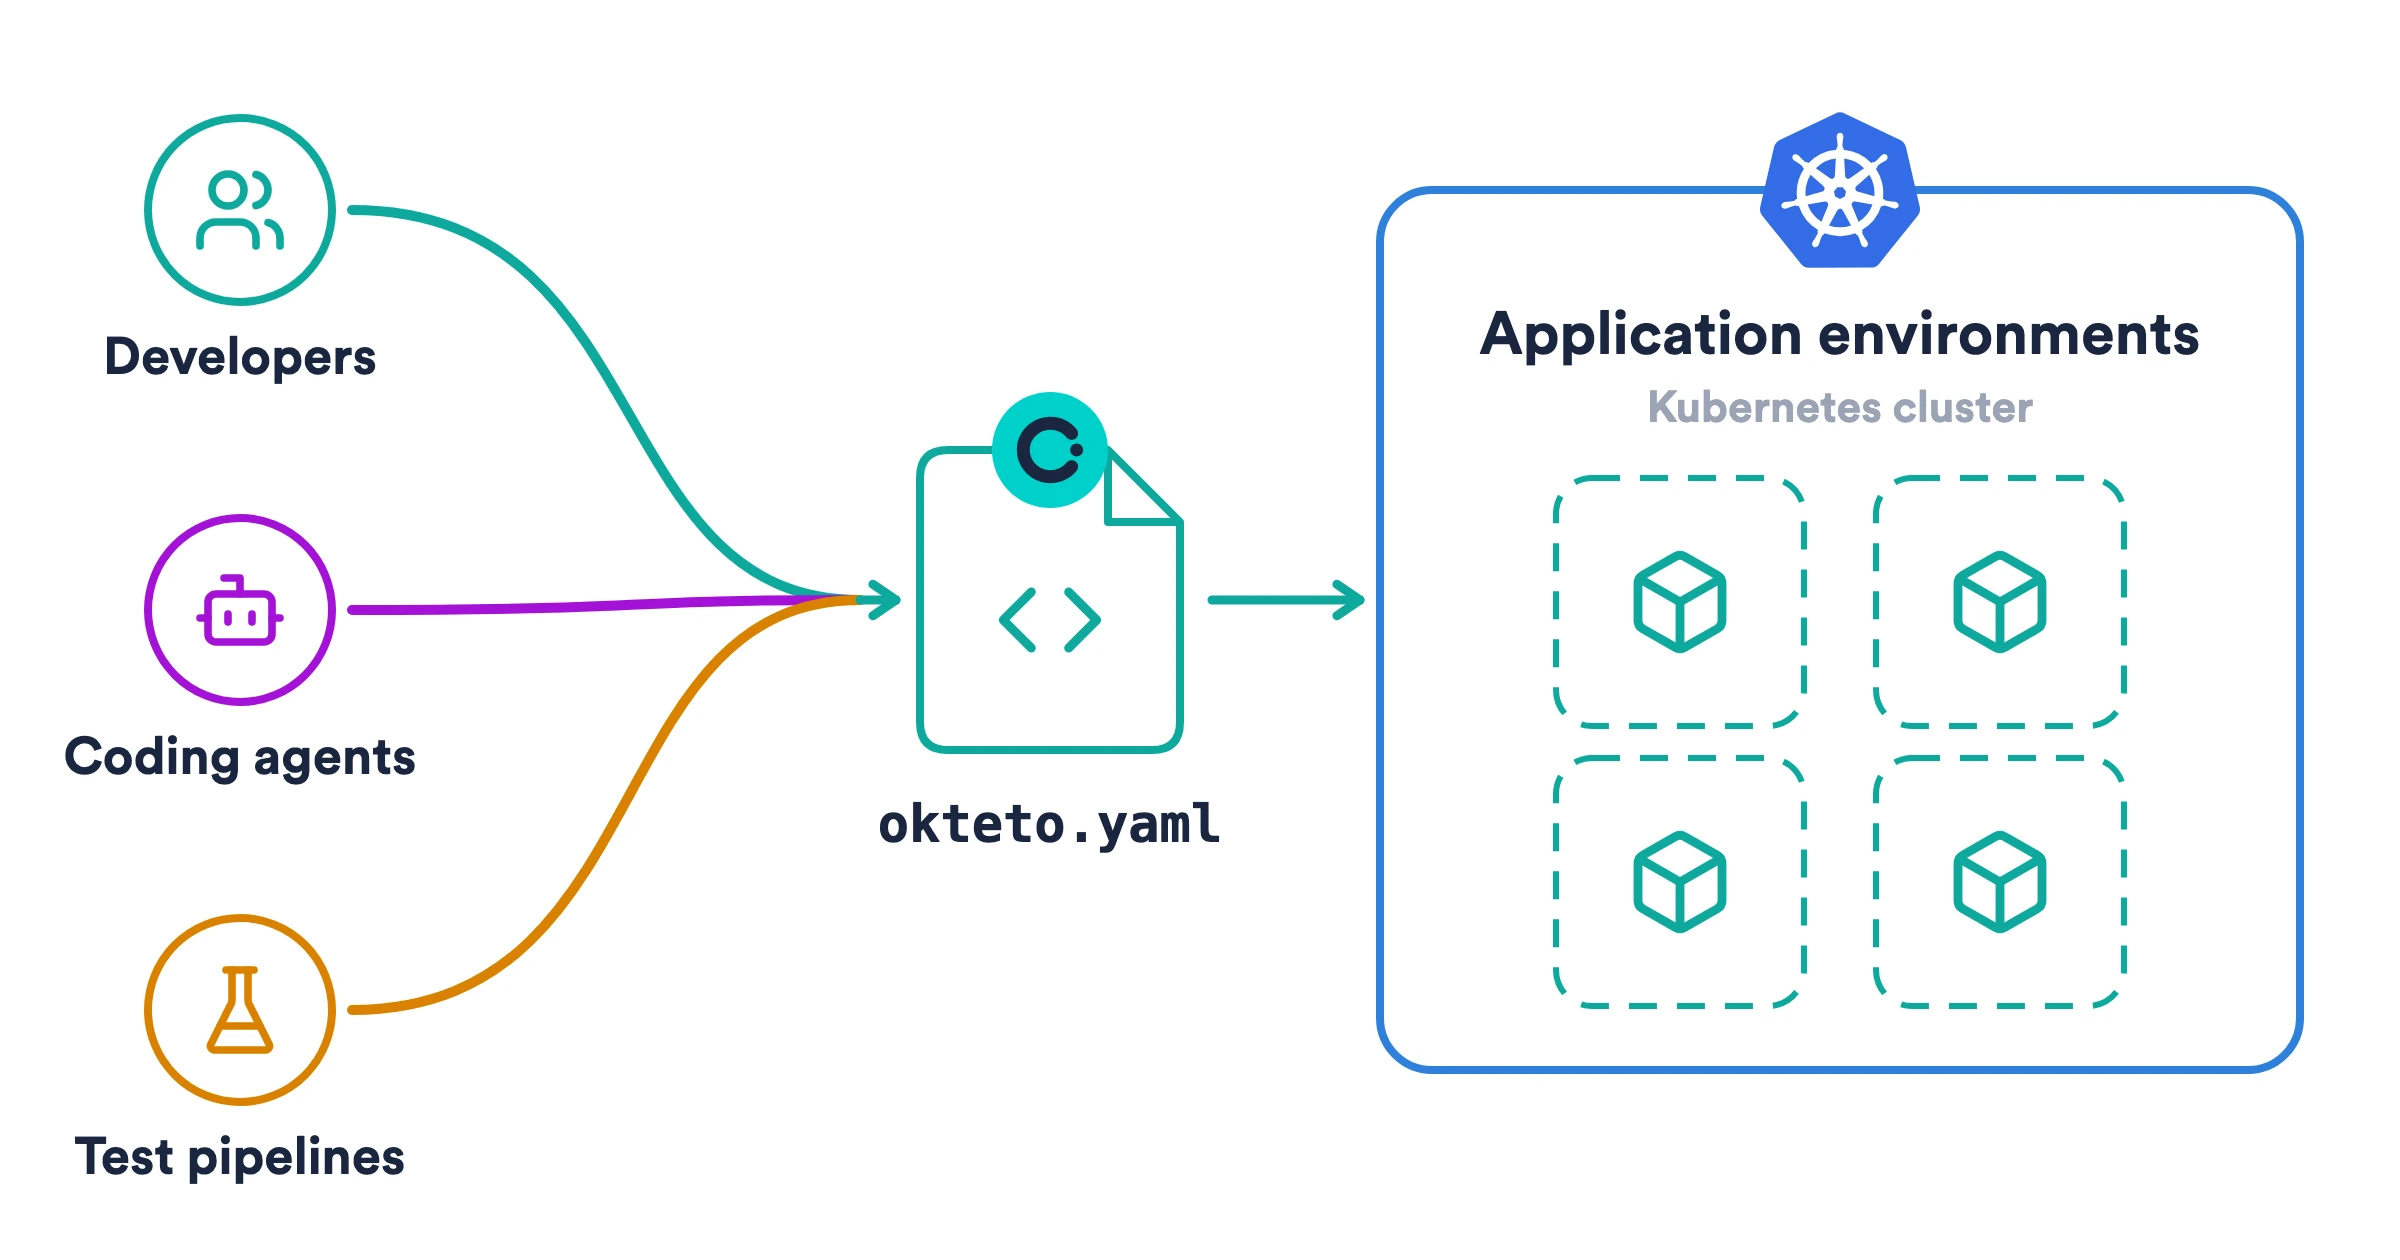 Developers
Coding agents
Test pipelines
okteto.yaml
Application environments
Kubernetes cluster